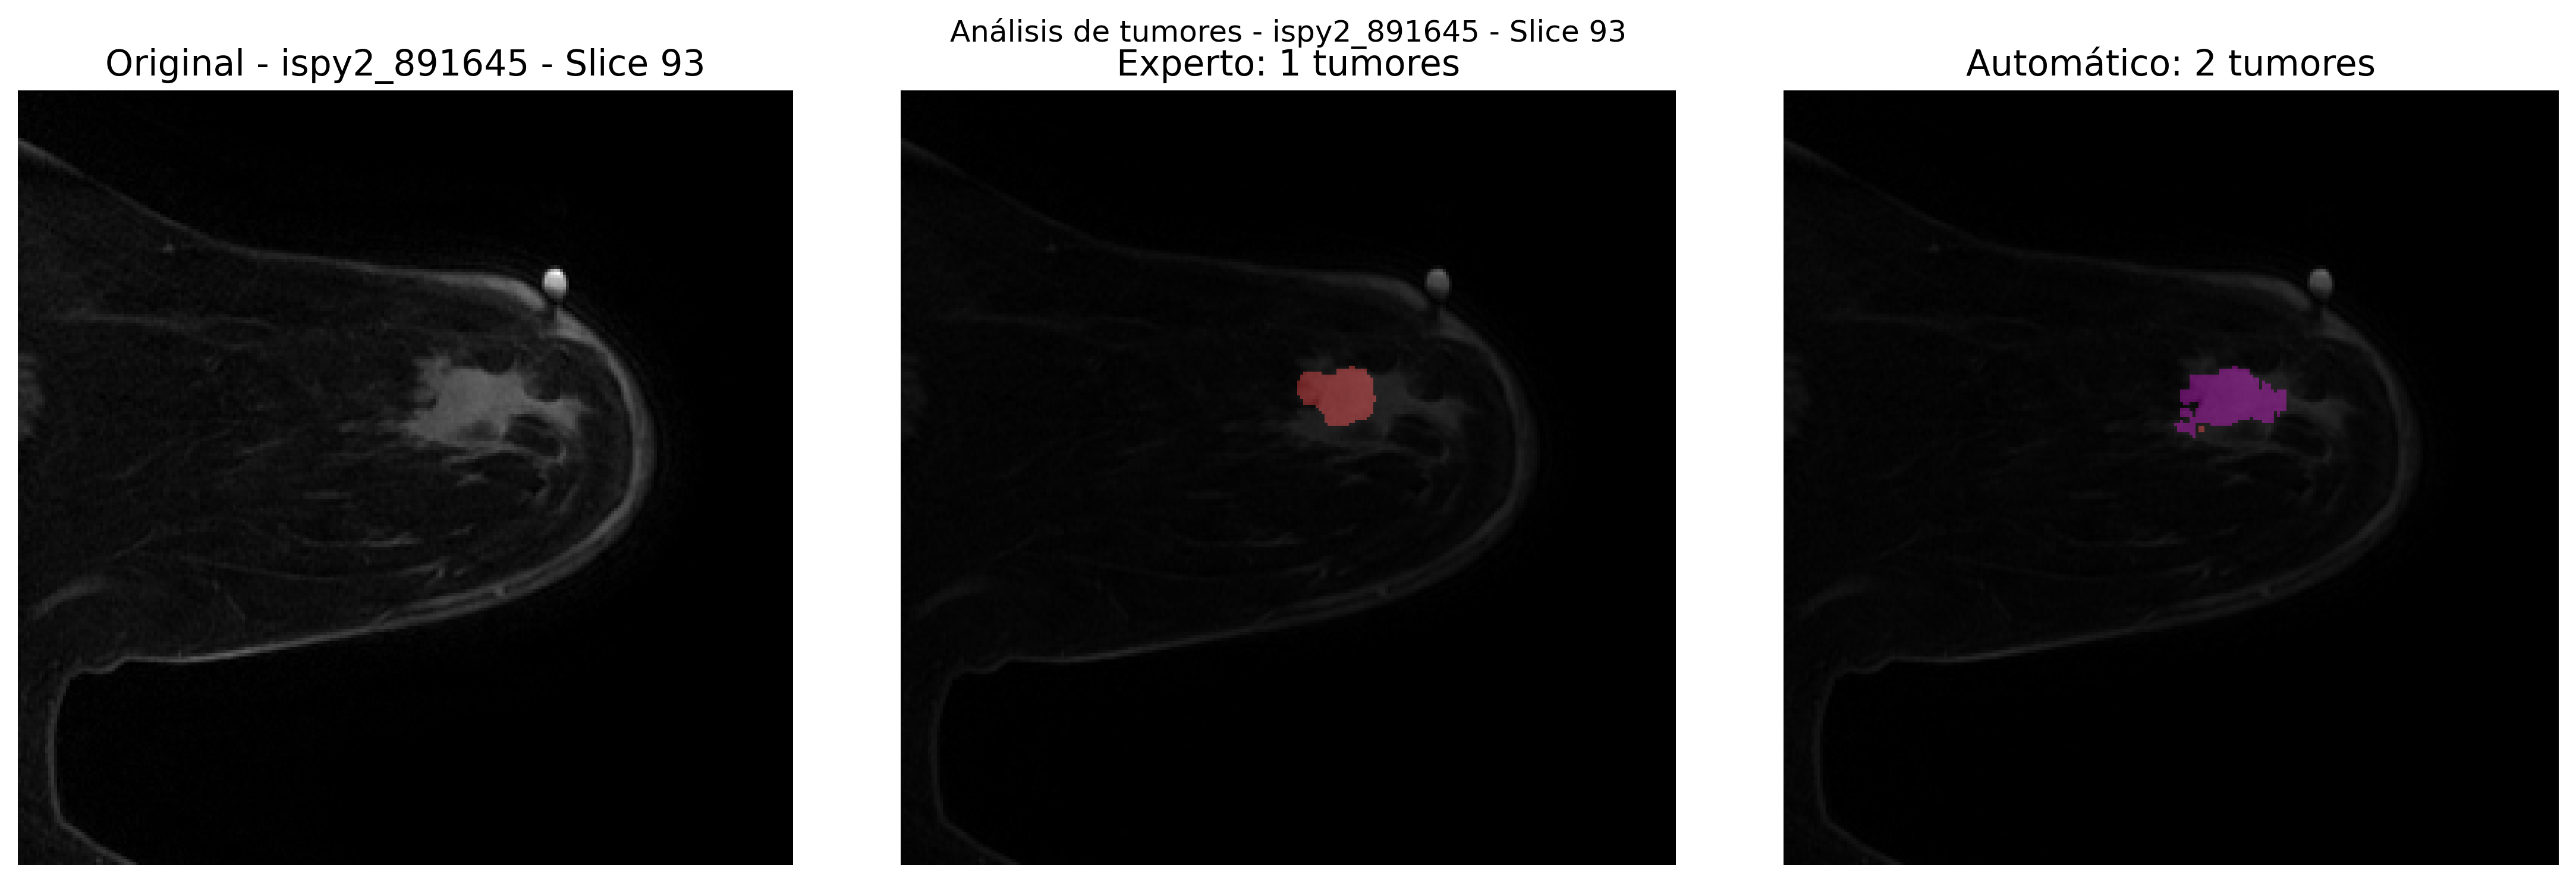 Análisis de tumores - ispy2_891645 - Slice 93
Original - ispy2_891645 - Slice 93
Experto: 1 tumores
Automático: 2 tumores